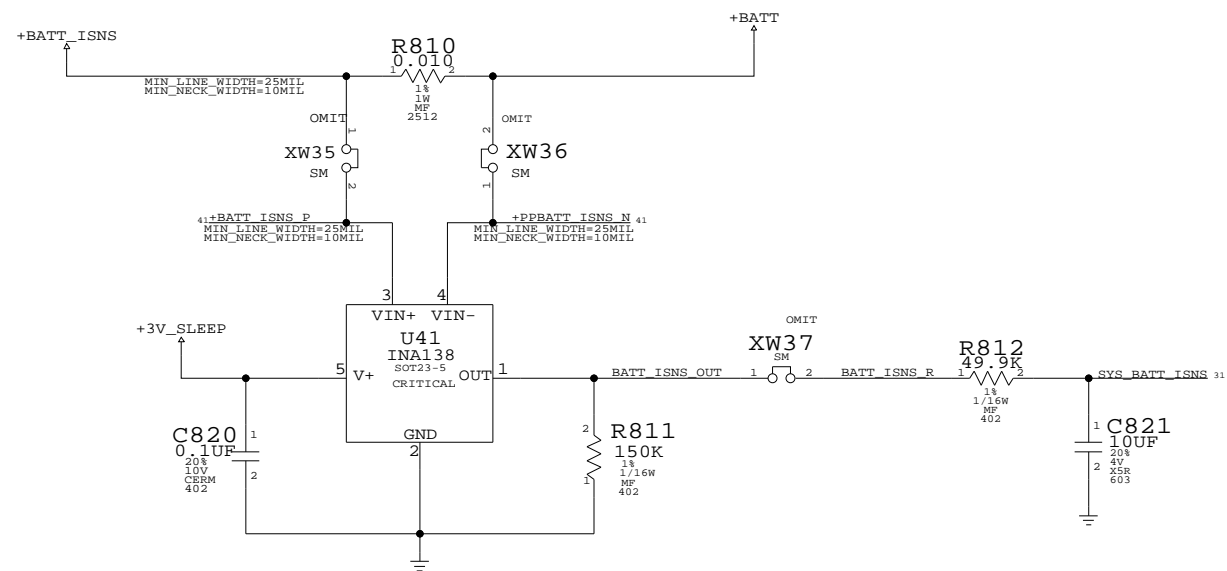 +BATT_ISNS
+BATT
R810
0.010
1 2
1%
1W
MF
2512
MIN_LINE_WIDTH=25MIL
MIN_NECK_WIDTH=10MIL
OMIT
1
XW35
SM
2
OMIT
2
XW36
SM
1
41 +BATT_ISNS_P
MIN_LINE_WIDTH=25MIL
MIN_NECK_WIDTH=10MIL
+PPBATT_ISNS_N 41
MIN_LINE_WIDTH=25MIL
MIN_NECK_WIDTH=10MIL
3 4
VIN+ VIN-
U41
INA138
SOT23-5
CRITICAL
5 V+
OUT 1
GND
2
+3V_SLEEP
C820
0.1UF
20%
10V
CERM
402
1
2
BATT_ISNS_OUT
OMIT
XW37
SM
1 2
BATT_ISNS_R
R812
49.9K
1 2
1%
1/16W
MF
402
SYS_BATT_ISNS 31
2
R811
150K
1%
1/16W
MF
402
1
1
C821
10UF
20%
4V
X5R
603
2